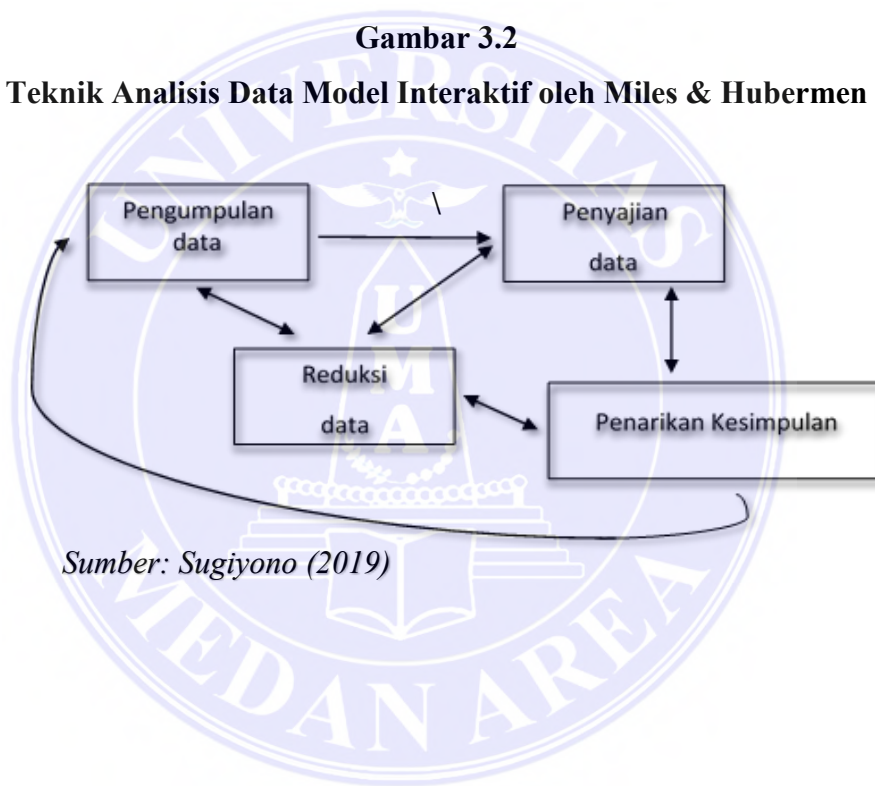 Gambar 3.2
Teknik Analisis Data Model Interaktif oleh Miles & Hubermen
\
Pengumpulan
data
Penyajian
data
Reduksi
data
Penarikan Kesimpulan
Sumber: Sugiyono (2019)
UNIVERSITAS
U
M
A
MEDAN AREA